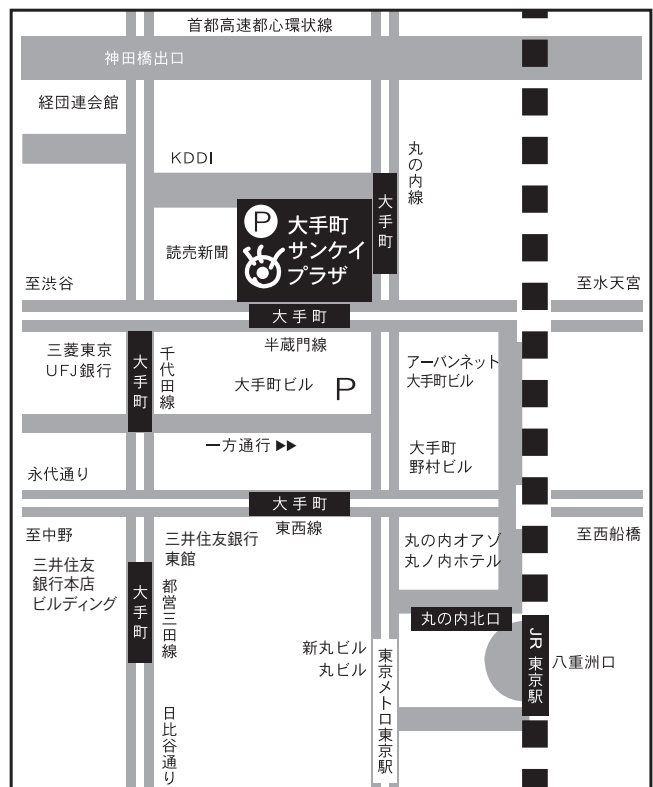 首都高速都心環状線
神田橋出口
経団連会館
KDDI
丸の内線
大手町
P
大手町
サンケイ
プラザ
読売新聞
至渋谷
至水天宮
大手町
半蔵門線
三菱東京
UFJ銀行
大手町
千代田線
大手町ビル
P
アーバンネット
大手町ビル
一方通行 ▶▶
大手町
野村ビル
永代通り
大手町
東西線
至中野
至西船橋
三井住友銀行
東館
丸の内オアゾ
丸ノ内ホテル
三井住友
銀行本店
ビルディング
大手町
都営三田線
丸の内北口
新丸ビル
丸ビル
東京メトロ東京駅
JR 東京駅
八重洲口
日比谷通り